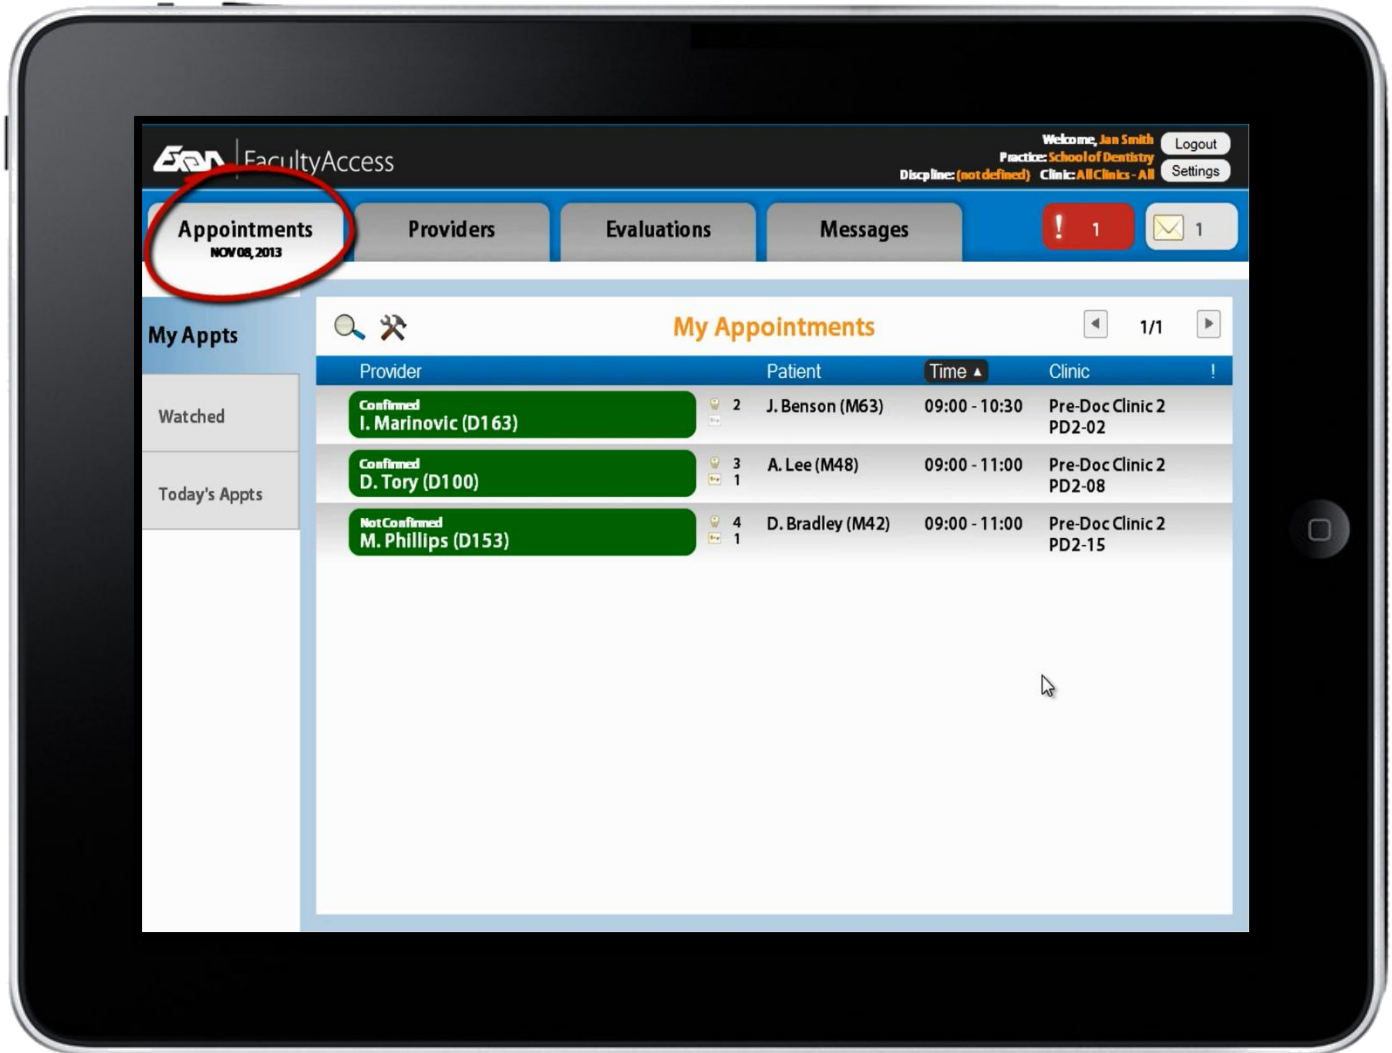 Exan FacultyAccess
Welcome, Jan Smith
Logout
Practice: School of Dentistry
Discpline: (not defined) Clinic: All Clinics - All
Settings
Appointments
NOV 08, 2013
Providers
Evaluations
Messages
! 1
1
My Appts
Watched
Today's Appts
My Appointments
1/1
Provider Patient Time ▲ Clinic !
Confirmed
I. Marinovic (D163) 2 J. Benson (M63) 09:00 - 10:30 Pre-Doc Clinic 2
PD2-02
Confirmed
D. Tory (D100) 3 A. Lee (M48) 09:00 - 11:00 Pre-Doc Clinic 2
1 PD2-08
Not Confirmed
M. Phillips (D153) 4 D. Bradley (M42) 09:00 - 11:00 Pre-Doc Clinic 2
1 PD2-15